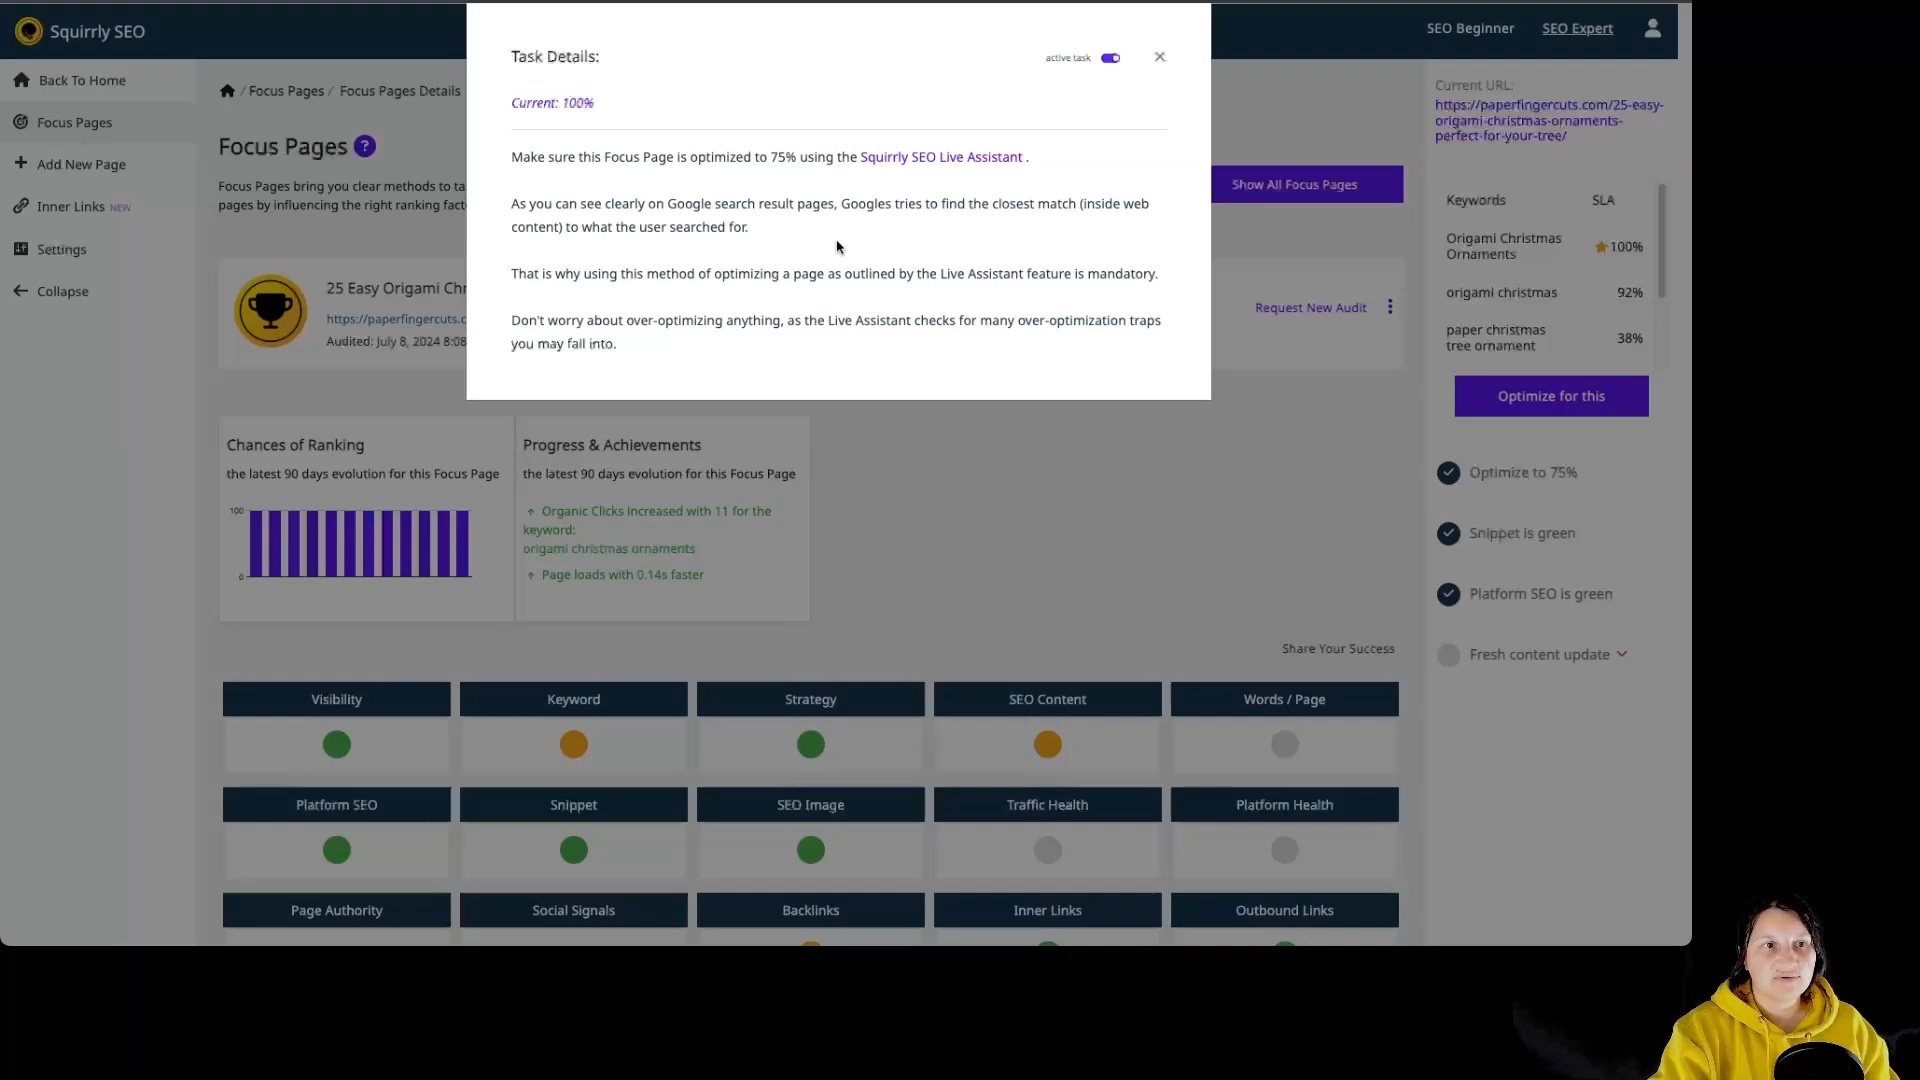 Squirrly SEO
SEO Beginner
SEO Expert
Back To Home
Focus Pages
Add New Page
Inner Links NEW
Settings
Collapse
/ Focus Pages / Focus Pages Details
Focus Pages ?
Focus Pages bring you clear methods to ta
pages by influencing the right ranking fact
Show All Focus Pages
25 Easy Origami Chr
https://paperfingercuts.c
Audited: July 8, 2024 8:08
Request New Audit
Task Details:
active task
Current: 100%
Make sure this Focus Page is optimized to 75% using the Squirrly SEO Live Assistant .
As you can see clearly on Google search result pages, Googles tries to find the closest match (inside web
content) to what the user searched for.
That is why using this method of optimizing a page as outlined by the Live Assistant feature is mandatory.
Don't worry about over-optimizing anything, as the Live Assistant checks for many over-optimization traps
you may fall into.
Chances of Ranking
the latest 90 days evolution for this Focus Page
100
0
Progress & Achievements
the latest 90 days evolution for this Focus Page
Organic Clicks increased with 11 for the
keyword:
origami christmas ornaments
Page loads with 0.14s faster
Share Your Success
Visibility
Keyword
Strategy
SEO Content
Words / Page
Platform SEO
Snippet
SEO Image
Traffic Health
Platform Health
Page Authority
Social Signals
Backlinks
Inner Links
Outbound Links
Current URL:
https://paperfingercuts.com/25-easy-
origami-christmas-ornaments-
perfect-for-your-tree/
Keywords SLA
Origami Christmas
Ornaments
100%
origami christmas 92%
paper christmas
tree ornament
38%
Optimize for this
Optimize to 75%
Snippet is green
Platform SEO is green
Fresh content update